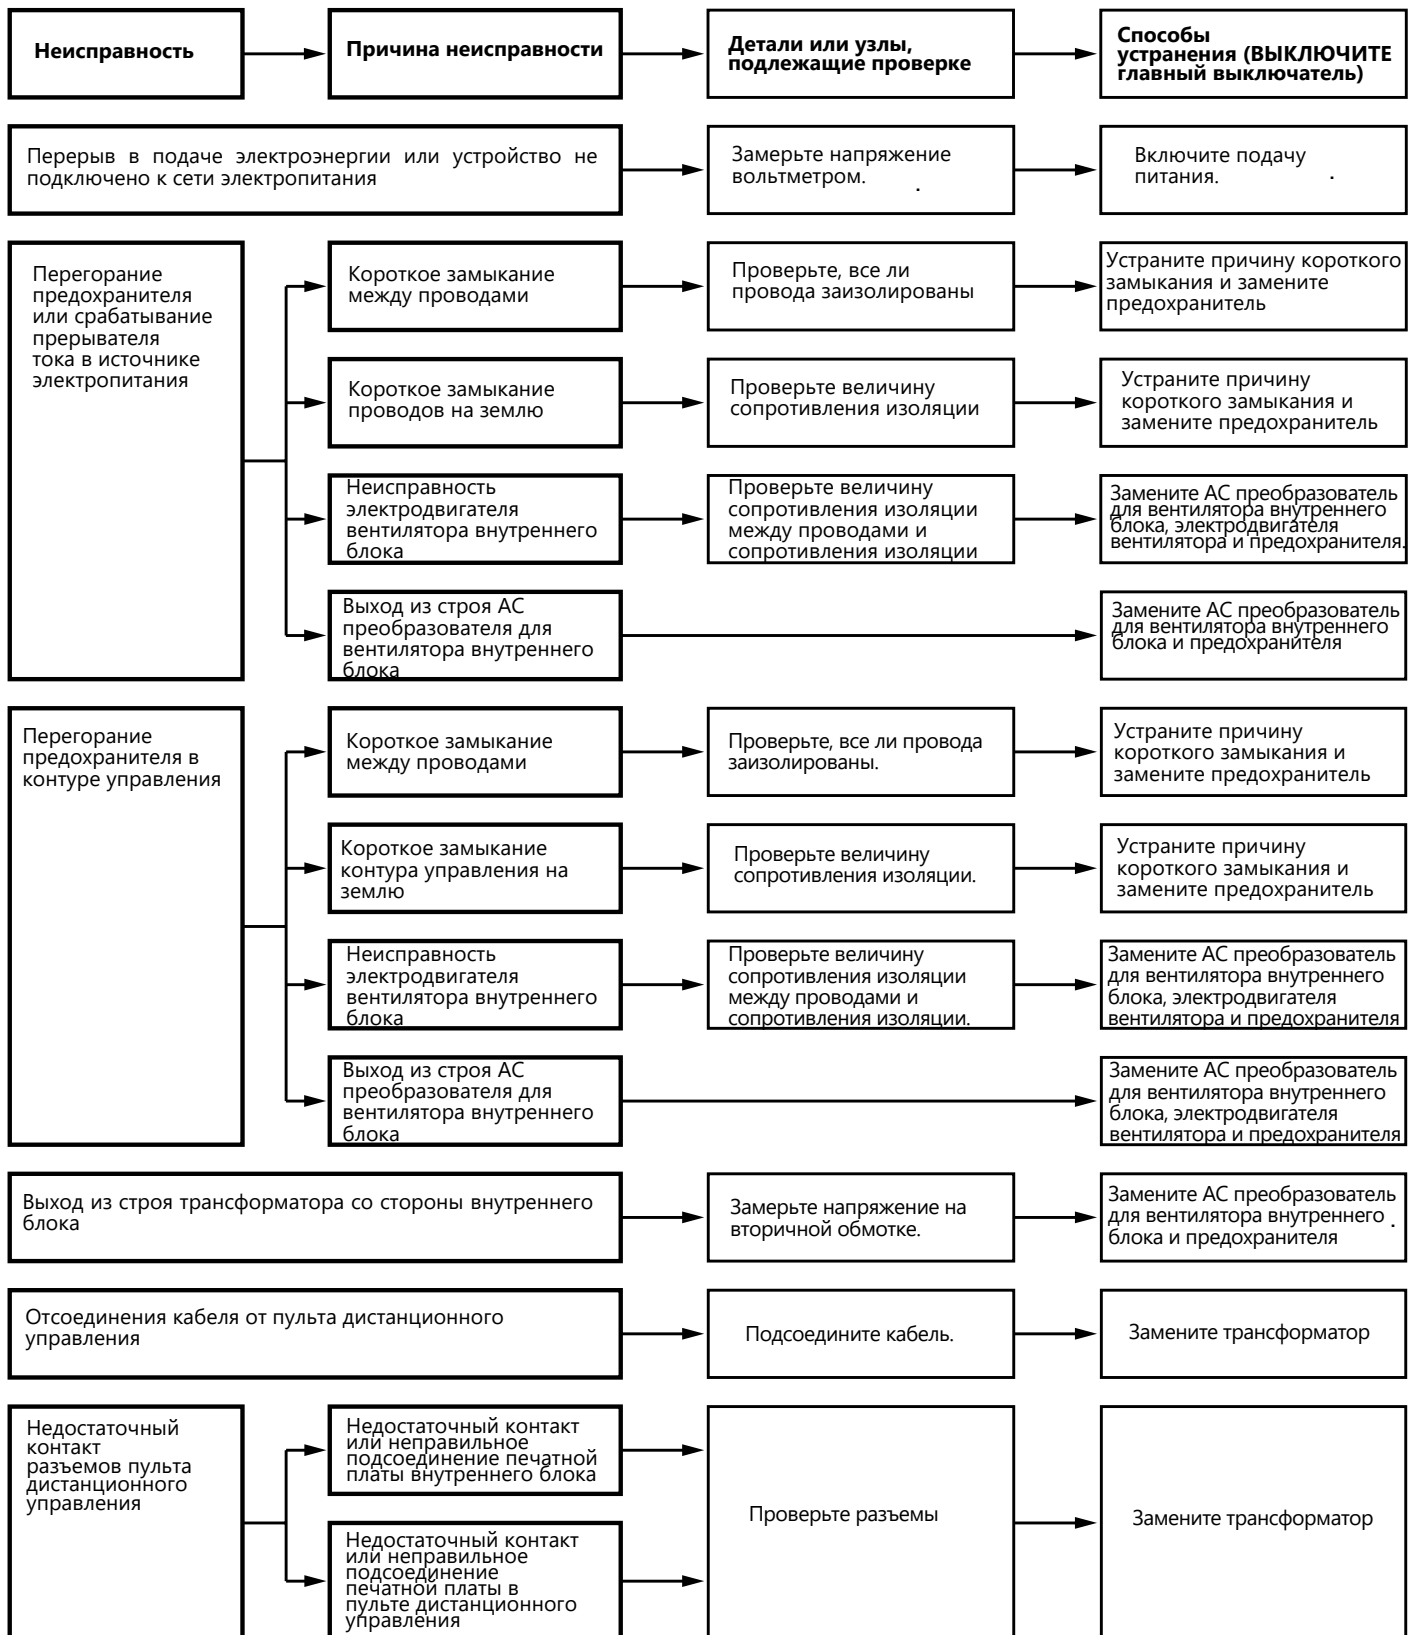 Неисправность
Причина неисправности
Детали или узлы,
подлежащие проверке
Способы
устранения (ВЫКЛЮЧИТЕ
главный выключатель)
Перерыв в подаче электроэнергии или устройство не
подключено к сети электропитания
Замерьте напряжение
вольтметром.
Включите подачу
питания.
Перегорание
предохранителя
или срабатывание
прерывателя
тока в источнике
электропитания
Короткое замыкание
между проводами
Проверьте, все ли
провода заизолированы
Устраните причину короткого
замыкания и замените
предохранитель
Короткое замыкание
проводов на землю
Проверьте величину
сопротивления изоляции
Устраните причину
короткого замыкания и
замените предохранитель
Неисправность
электродвигателя
вентилятора внутреннего
блока
Проверьте величину
сопротивления изоляции
между проводами и
сопротивления изоляции
Замените АС преобразователь
для вентилятора внутреннего
блока, электродвигателя
вентилятора и предохранителя.
Выход из строя АС
преобразователя для
вентилятора внутреннего
блока
Замените АС преобразователь
для вентилятора внутреннего
блока и предохранителя
Перегорание
предохранителя в
контуре управления
Короткое замыкание
между проводами
Проверьте, все ли провода
заизолированы.
Устраните причину
короткого замыкания и
замените предохранитель
Короткое замыкание
контура управления на
землю
Проверьте величину
сопротивления изоляции.
Устраните причину
короткого замыкания и
замените предохранитель
Неисправность
электродвигателя
вентилятора внутреннего
блока
Проверьте величину
сопротивления изоляции
между проводами и
сопротивления изоляции.
Замените АС преобразователь
для вентилятора внутреннего
блока, электродвигателя
вентилятора и предохранителя
Выход из строя АС
преобразователя для
вентилятора внутреннего
блока
Замените АС преобразователь
для вентилятора внутреннего
блока, электродвигателя
вентилятора и предохранителя
Выход из строя трансформатора со стороны внутреннего
блока
Замерьте напряжение на
вторичной обмотке.
Замените АС преобразователь
для вентилятора внутреннего .
блока и предохранителя
Отсоединения кабеля от пульта дистанционного
управления
Подсоедините кабель.
Замените трансформатор
Недостаточный
контакт
разъемов пульта
дистанционного
управления
Недостаточный контакт
или неправильное
подсоединение печатной
платы внутреннего блока
Проверьте разъемы
Замените трансформатор
Недостаточный контакт
или неправильное
подсоединение
печатной платы в
пульте дистанционного
управления